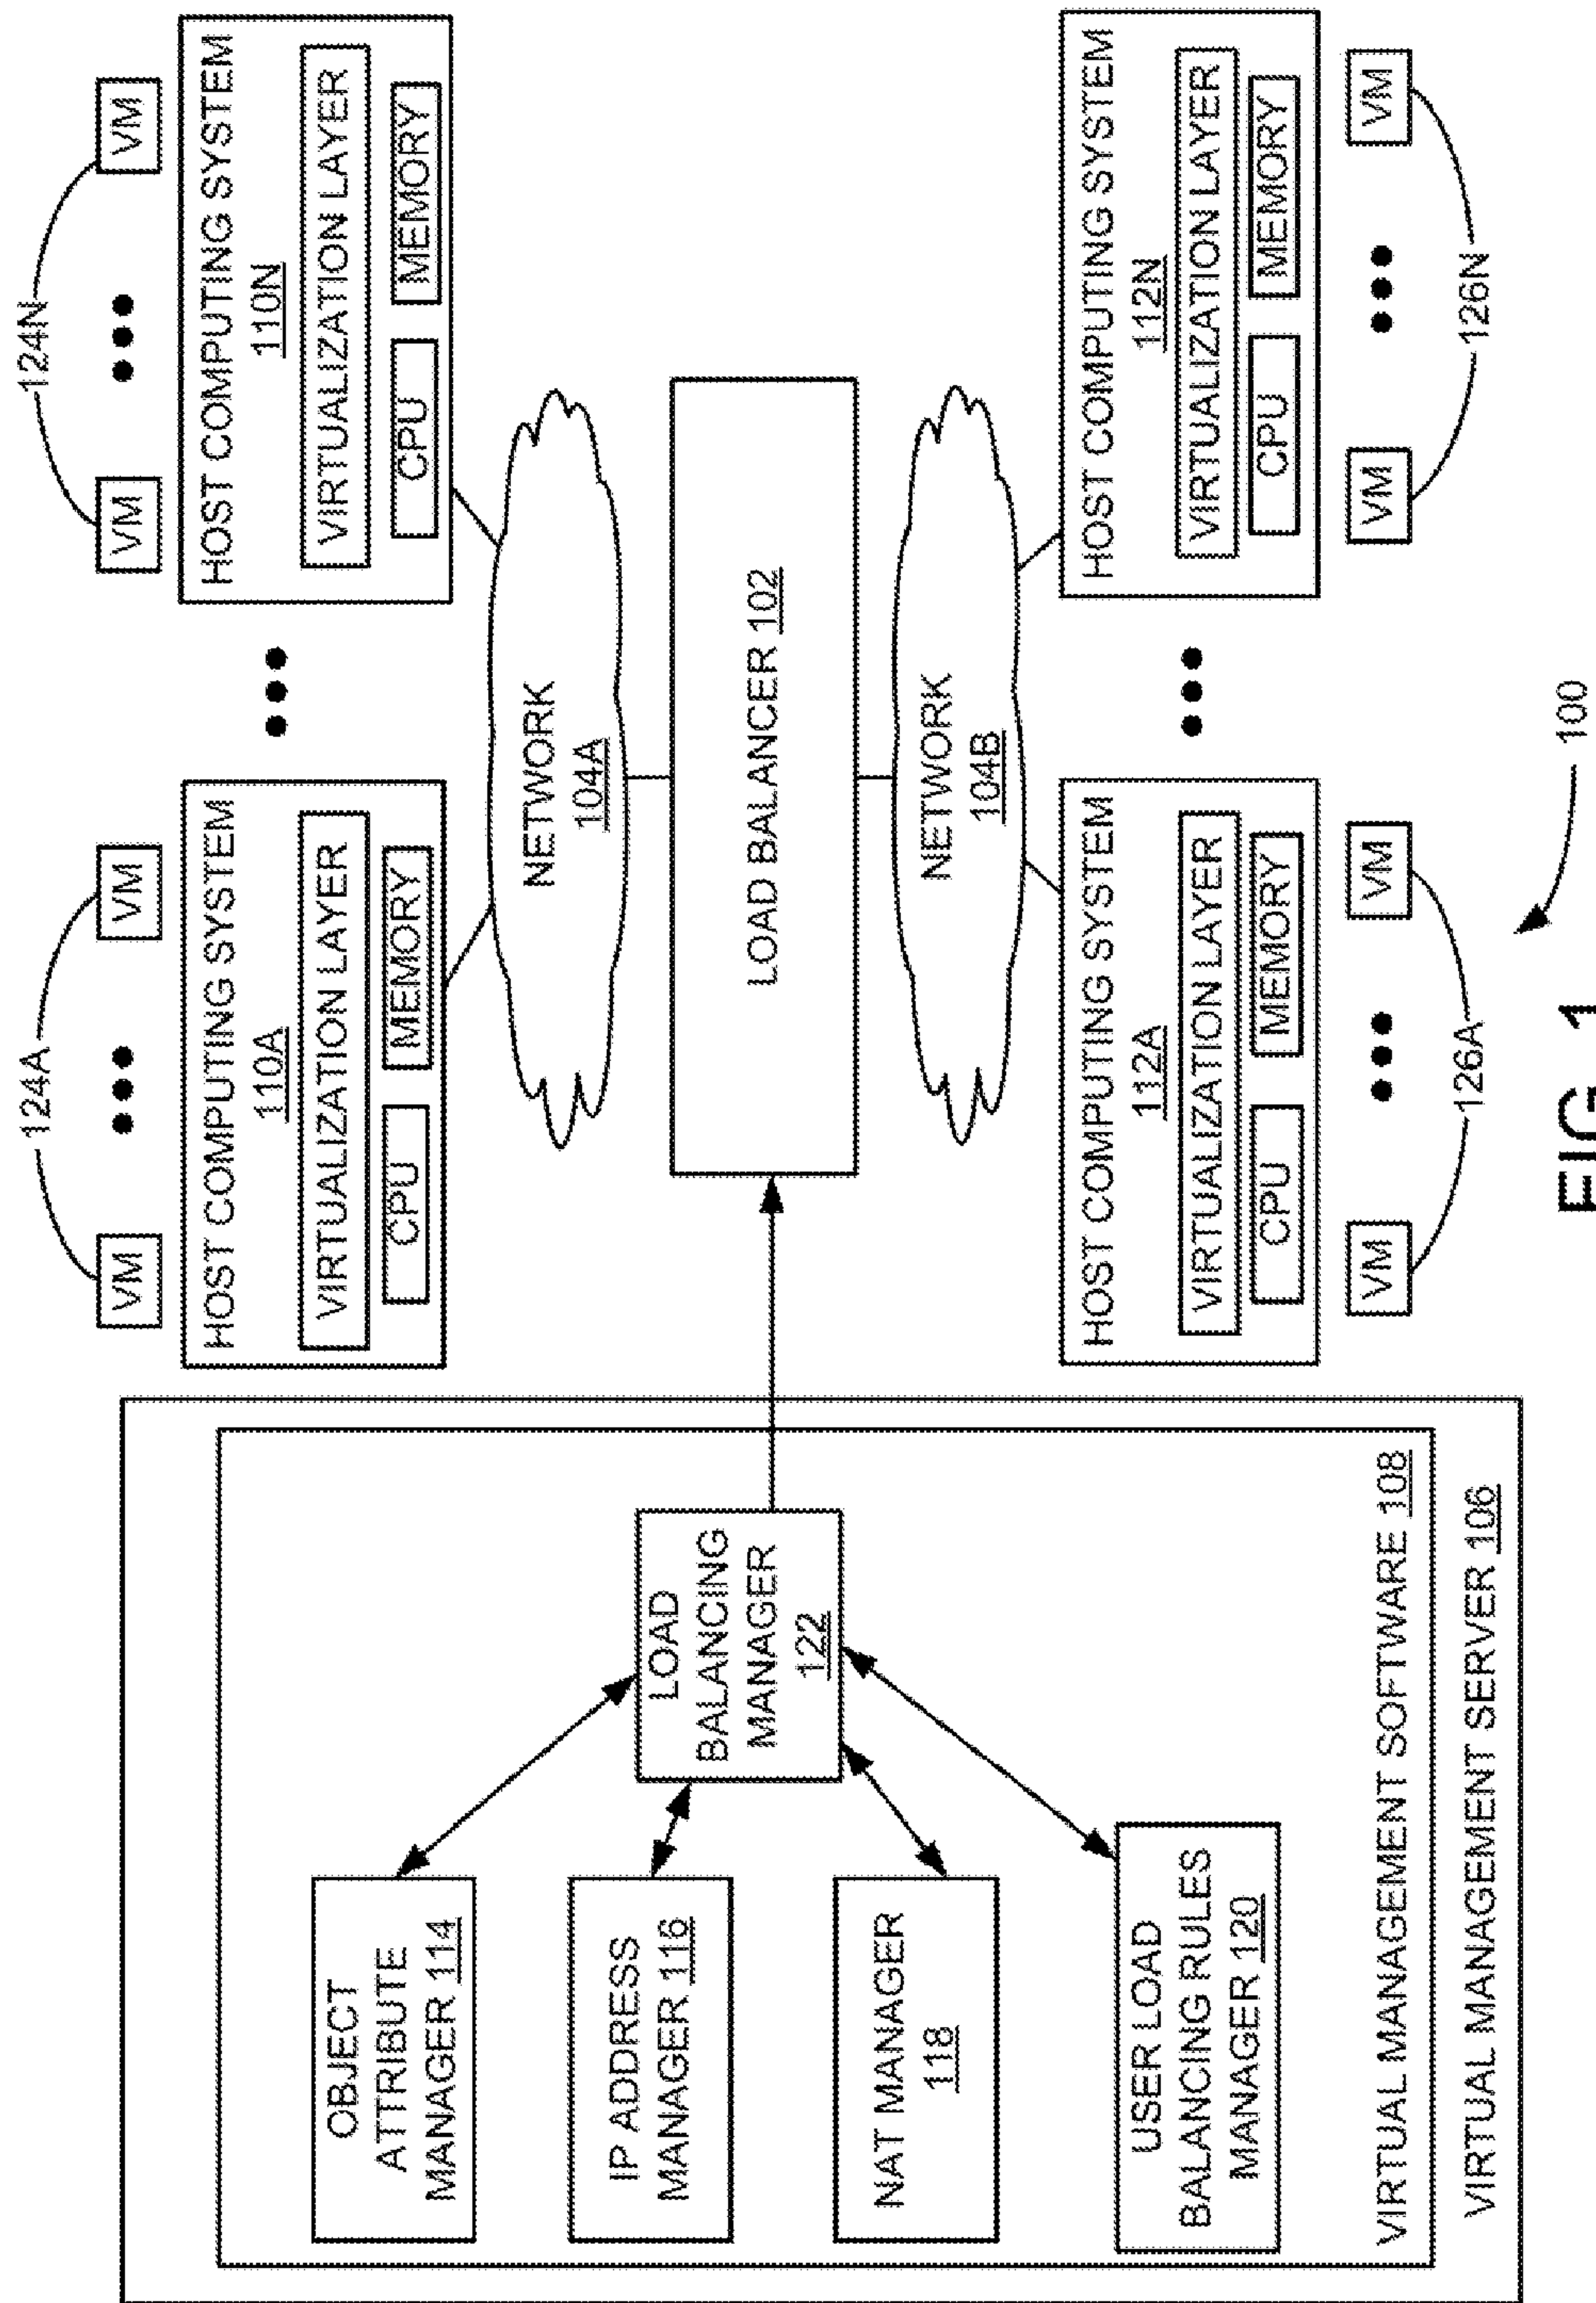 OBJECT
ATTRIBUTE
MANAGER 114
IP ADDRESS
MANAGER 116
NAT MANAGER
118
USER LOAD
BALANCING RULES
MANAGER 120
LOAD
BALANCING
MANAGER
122
VIRTUAL MANAGEMENT SOFTWARE 108
VIRTUAL MANAGEMENT SERVER 106
124A
VM
VM
HOST COMPUTING SYSTEM
110A
VIRTUALIZATION LAYER
CPU
MEMORY
124N
VM
VM
HOST COMPUTING SYSTEM
110N
VIRTUALIZATION LAYER
CPU
MEMORY
NETWORK
104A
LOAD BALANCER 102
NETWORK
104B
HOST COMPUTING SYSTEM
112A
VIRTUALIZATION LAYER
CPU
MEMORY
VM
VM
126A
HOST COMPUTING SYSTEM
112N
VIRTUALIZATION LAYER
CPU
MEMORY
VM
VM
126N
100
FIG. 1